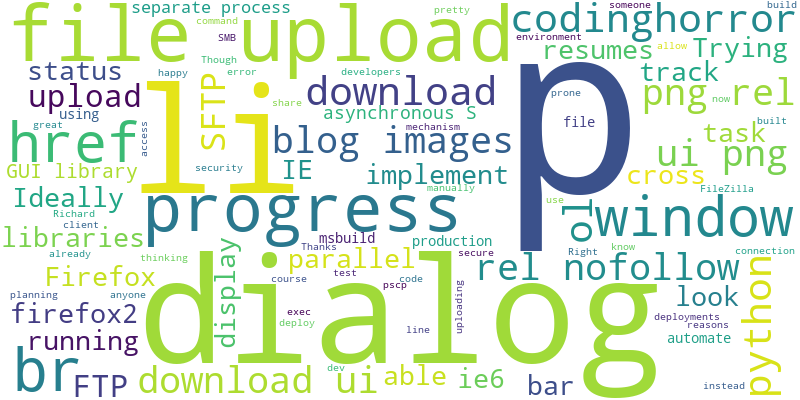 separate process
command
pretty
someone
build
file upload
SMB
codinghorror
environment
status
happy
Though
resumes
allow
Trying
error
developers
track
upload
SFTP
li
download
p
png rel
using
share
asynchronous S
prone
now
built
great
access
mechanism
file
task
href
blog images
ui png
security
IE
implement
cross
GUI library
manually
FileZilla
Ideally
use
Richard
progress
ol
window
client
libraries
msbuild
production
know
Thanks
Right
connection
already
display
thinking
parallel
secure
rel nofollow
python
Firefox
course
test
code
planning
anyone
dialog
pscp
uploading
look
firefox2
exec
deployments
reasons
deploy
running
line
automate
br
dev
FTP
download ui
able
ie6
bar
instead